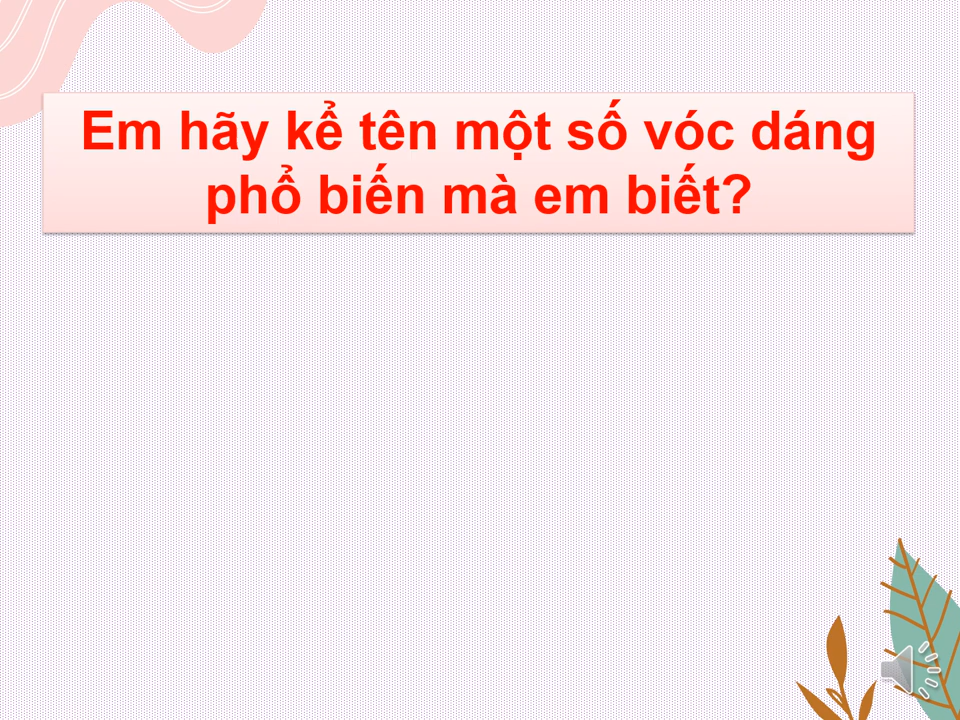 Em hãy kể tên một số vóc dáng
phổ biến mà em biết?